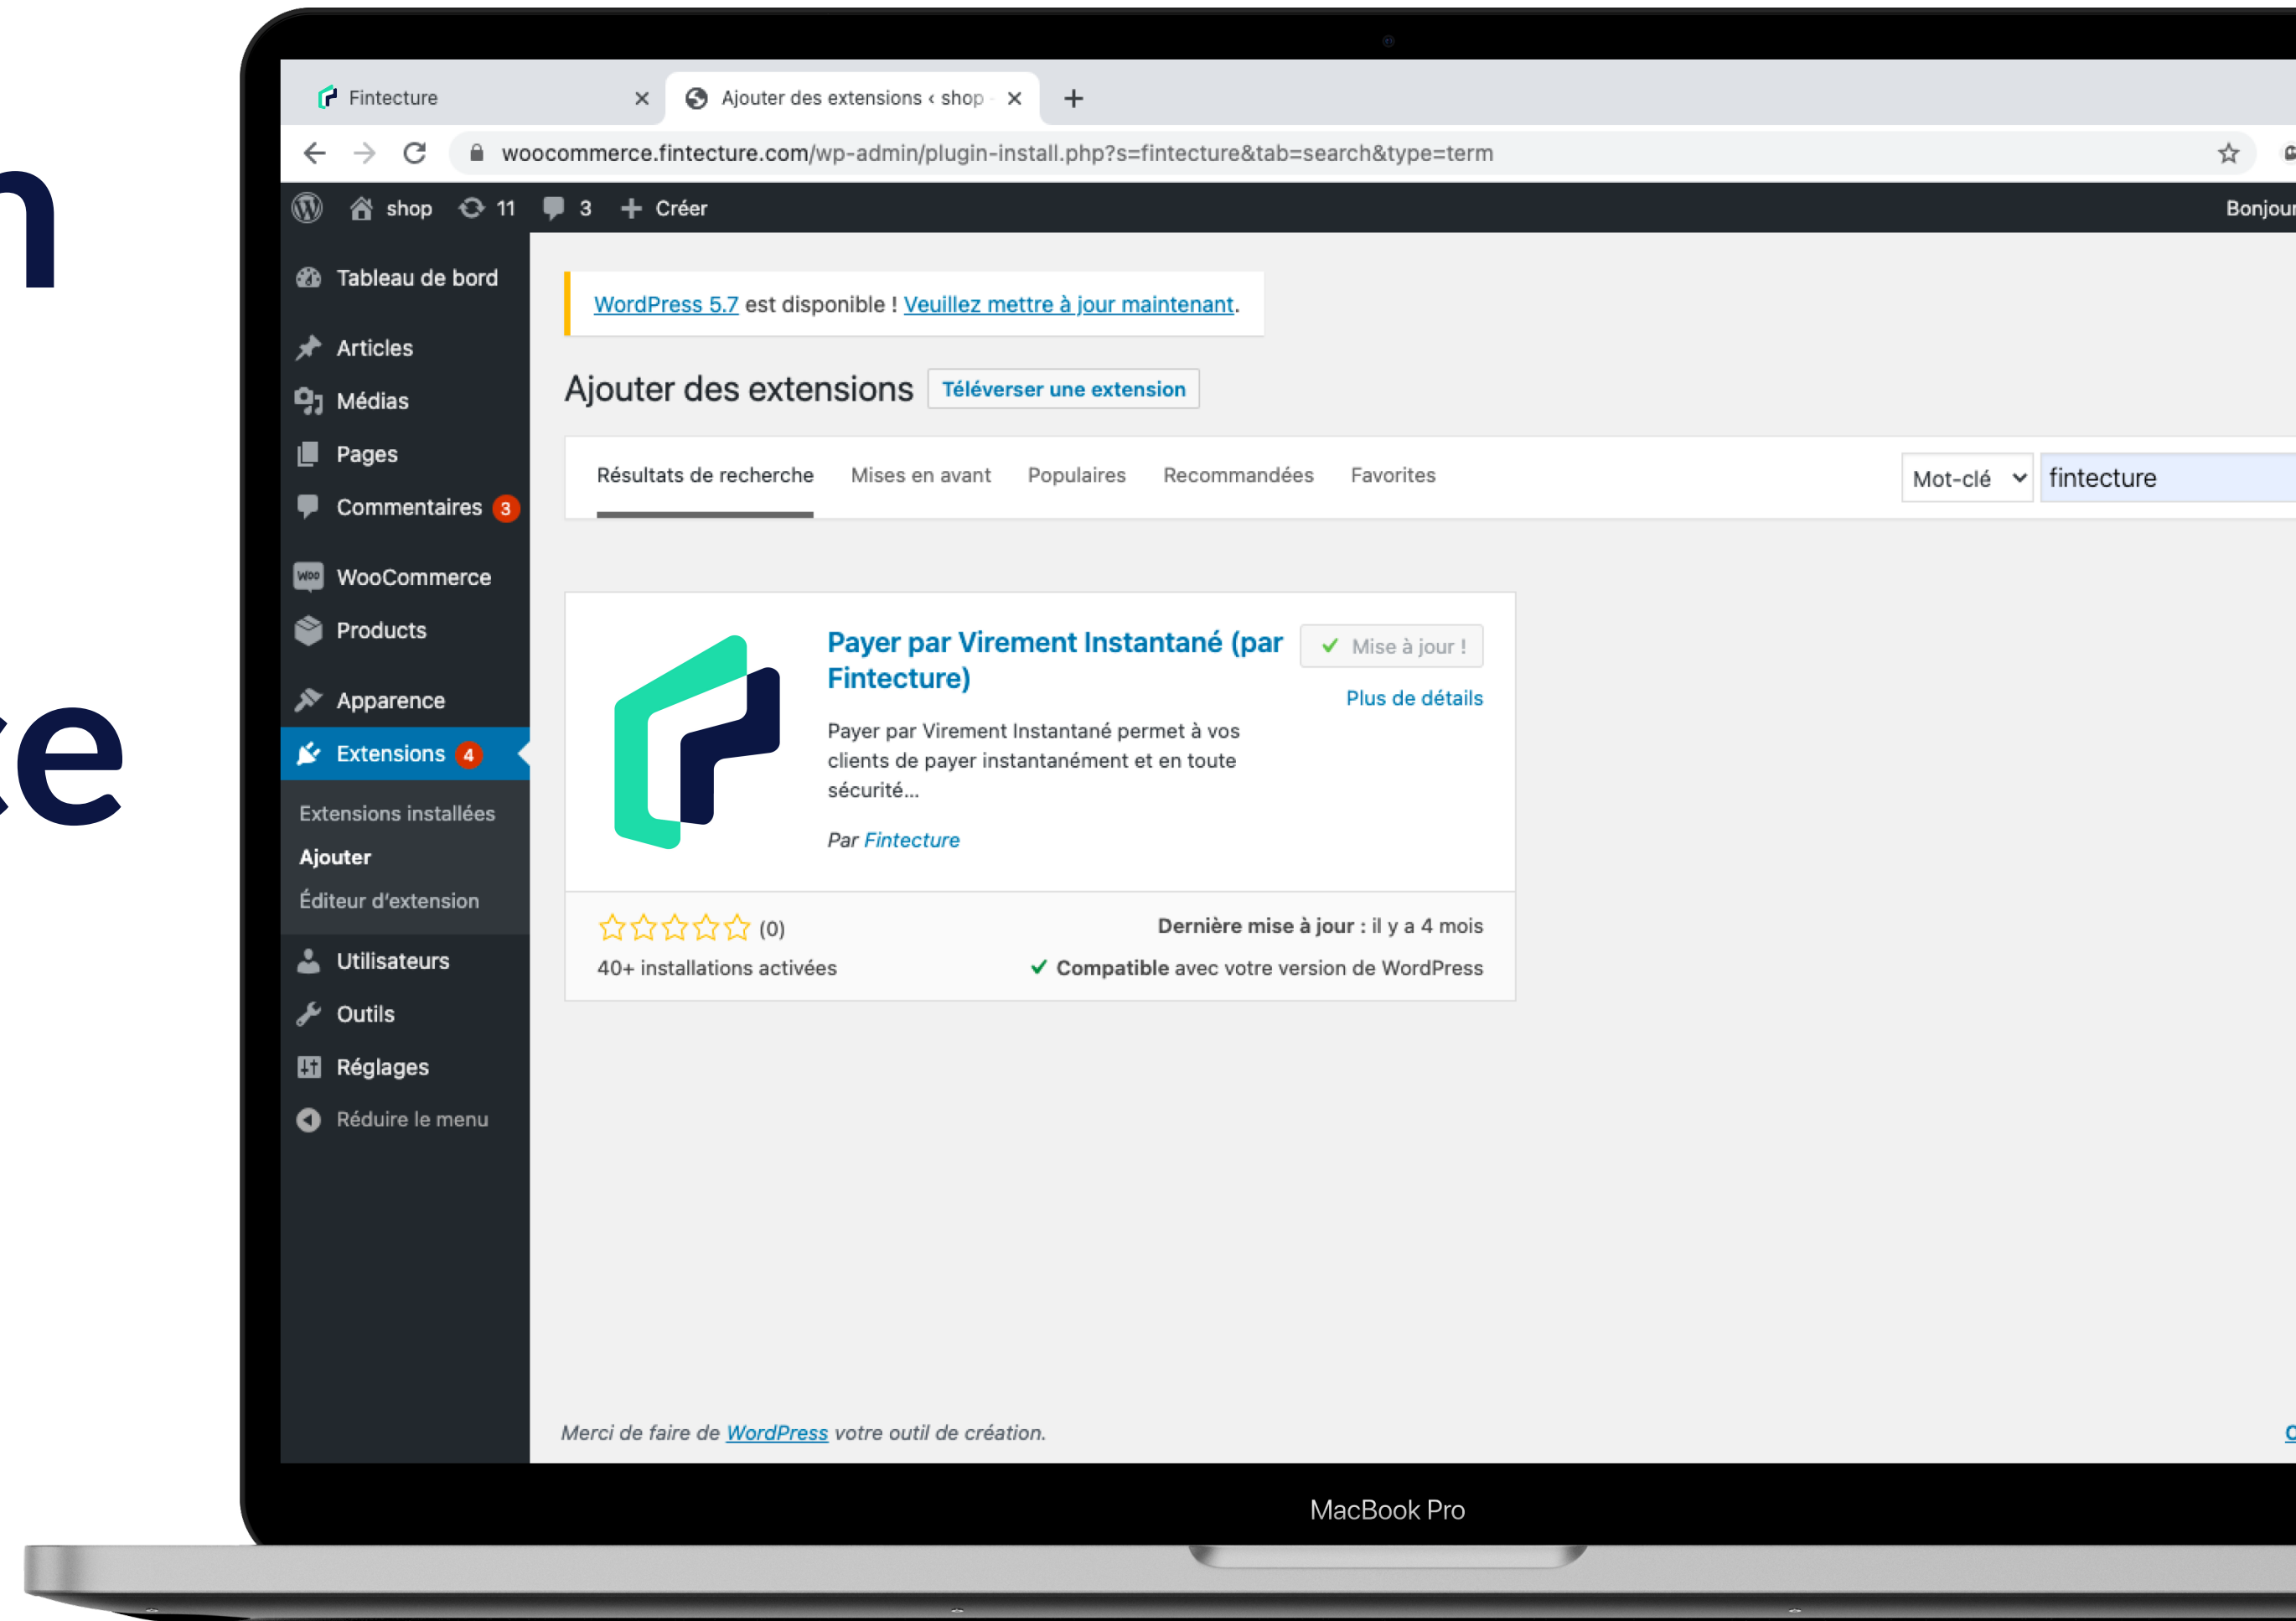 n
ce
Fintecture
Ajouter des extensions ‹ shop
woocommerce.fintecture.com/wp-admin/plugin-install.php?s=fintecture&tab=search&type=term
shop 11 3 + Créer
Bonjour
Tableau de bord
Articles
Médias
Pages
Commentaires 3
Woo WooCommerce
Products
Apparence
Extensions 4
Extensions installées
Ajouter
Éditeur d'extension
Utilisateurs
Outils
Réglages
Réduire le menu
WordPress 5.7 est disponible ! Veuillez mettre à jour maintenant.
Ajouter des extensions Téléverser une extension
Résultats de recherche Mises en avant Populaires Recommandées Favorites
Mot-clé fintecture
Payer par Virement Instantané (par
Fintecture)
Mise à jour !
Plus de détails
Payer par Virement Instantané permet à vos
clients de payer instantanément et en toute
sécurité...
Par Fintecture
(0)
40+ installations activées
Dernière mise à jour : il y a 4 mois
Compatible avec votre version de WordPress
Merci de faire de WordPress votre outil de création.
MacBook Pro